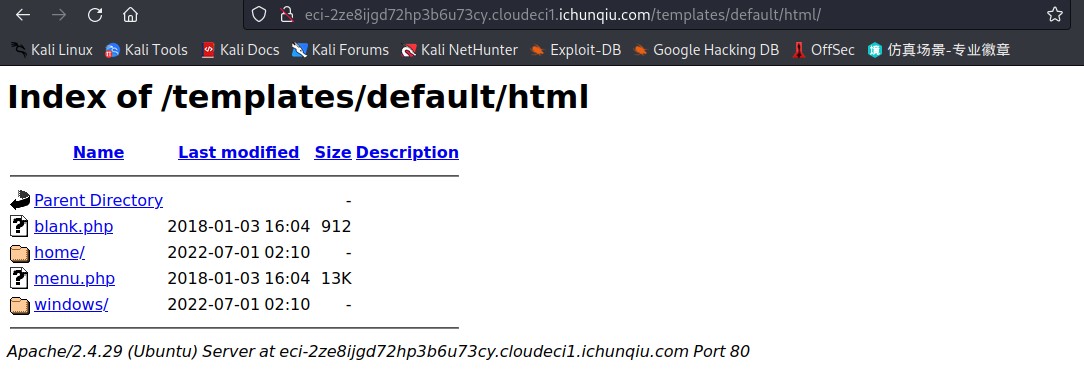 eci-2ze8ijgd72hp3b6u73cy.cloudeci1.ichunqiu.com/templates/default/html/
Kali Linux Kali Tools Kali Docs Kali Forums Kali NetHunter Exploit-DB Google Hacking DB OffSec 仿真场景-专业徽章
Index of /templates/default/html
Name Last modified Size Description
Parent Directory -
blank.php 2018-01-03 16:04 912
home/ 2022-07-01 02:10 -
menu.php 2018-01-03 16:04 13K
windows/ 2022-07-01 02:10 -
Apache/2.4.29 (Ubuntu) Server at eci-2ze8ijgd72hp3b6u73cy.cloudeci1.ichunqiu.com Port 80